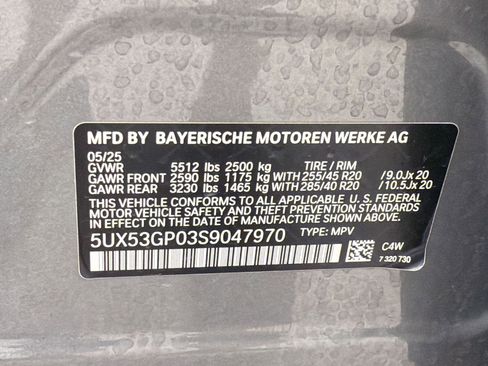 MFD BY BAYERISCHE MOTOREN WERKE AG
05/25
GVWR 5512 lbs 2500 kg TIRE / RIM
GAWR FRONT 2590 lbs 1175 kg WITH 255/45 R20 / 9.0Jx 20
GAWR REAR 3230 lbs 1465 kg WITH 285/40 R20 / 10.5Jx 20
THIS VEHICLE CONFORMS TO ALL APPLICABLE U. S. FEDERAL
MOTOR VEHICLE SAFETY AND THEFT PREVENTION STANDARDS
IN EFFECT ON THE DATE OF MANUFACTURE SHOWN ABOVE.
5UX53GP03S9047970 TYPE: MPV
C4W
7 320 730